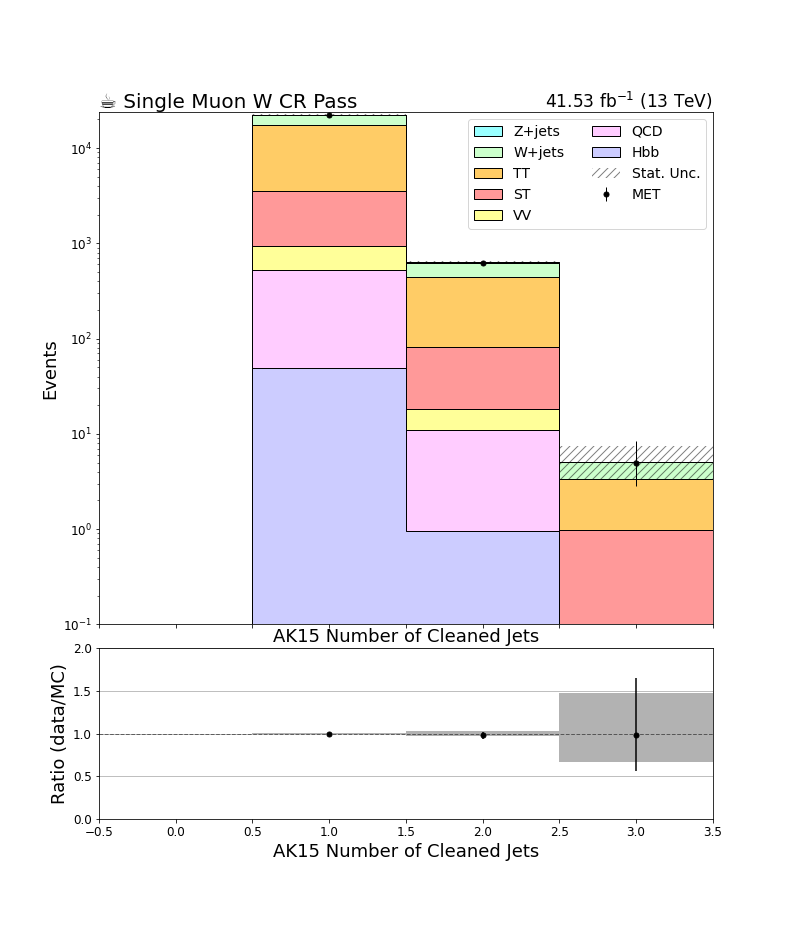 ☕ Single Muon W CR Pass
41.53 fb⁻¹ (13 TeV)
Z+jets
W+jets
TT
ST
VV
QCD
Hbb
Stat. Unc.
MET
Events
10⁴
10³
10²
10¹
10⁰
10⁻¹
AK15 Number of Cleaned Jets
Ratio (data/MC)
2.0
1.5
1.0
0.5
0.0
−0.5 0.0 0.5 1.0 1.5 2.0 2.5 3.0 3.5
AK15 Number of Cleaned Jets